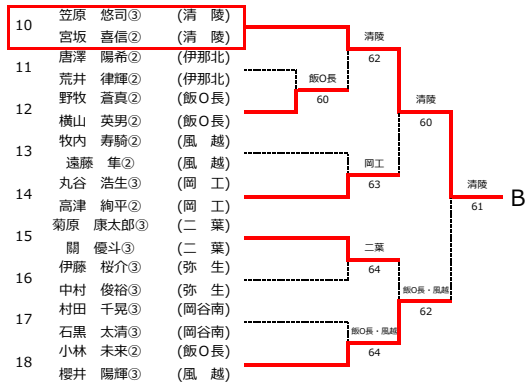 10 笠原 悠司③ (清 陵)
宮坂 喜信② (清 陵)
11 唐澤 陽希② (伊那北)
荒井 律輝② (伊那北)
12 野牧 蒼真② (飯O長)
横山 英男② (飯O長)
13 牧内 寿騎② (風 越)
遠藤 隼② (風 越)
14 丸谷 浩生③ (岡 工)
高津 絢平② (岡 工)
15 菊原 康太郎③ (二 葉)
關 優斗③ (二 葉)
16 伊藤 桜介③ (弥 生)
中村 俊裕③ (弥 生)
17 村田 千晃③ (岡谷南)
石黒 太清③ (岡谷南)
18 小林 未来② (飯O長)
櫻井 陽輝③ (風 越)
飯O長
60
清陵
62
岡工
63
清陵
60
二葉
64
飯O長・風越
64
飯O長・風越
62
清陵
61
B